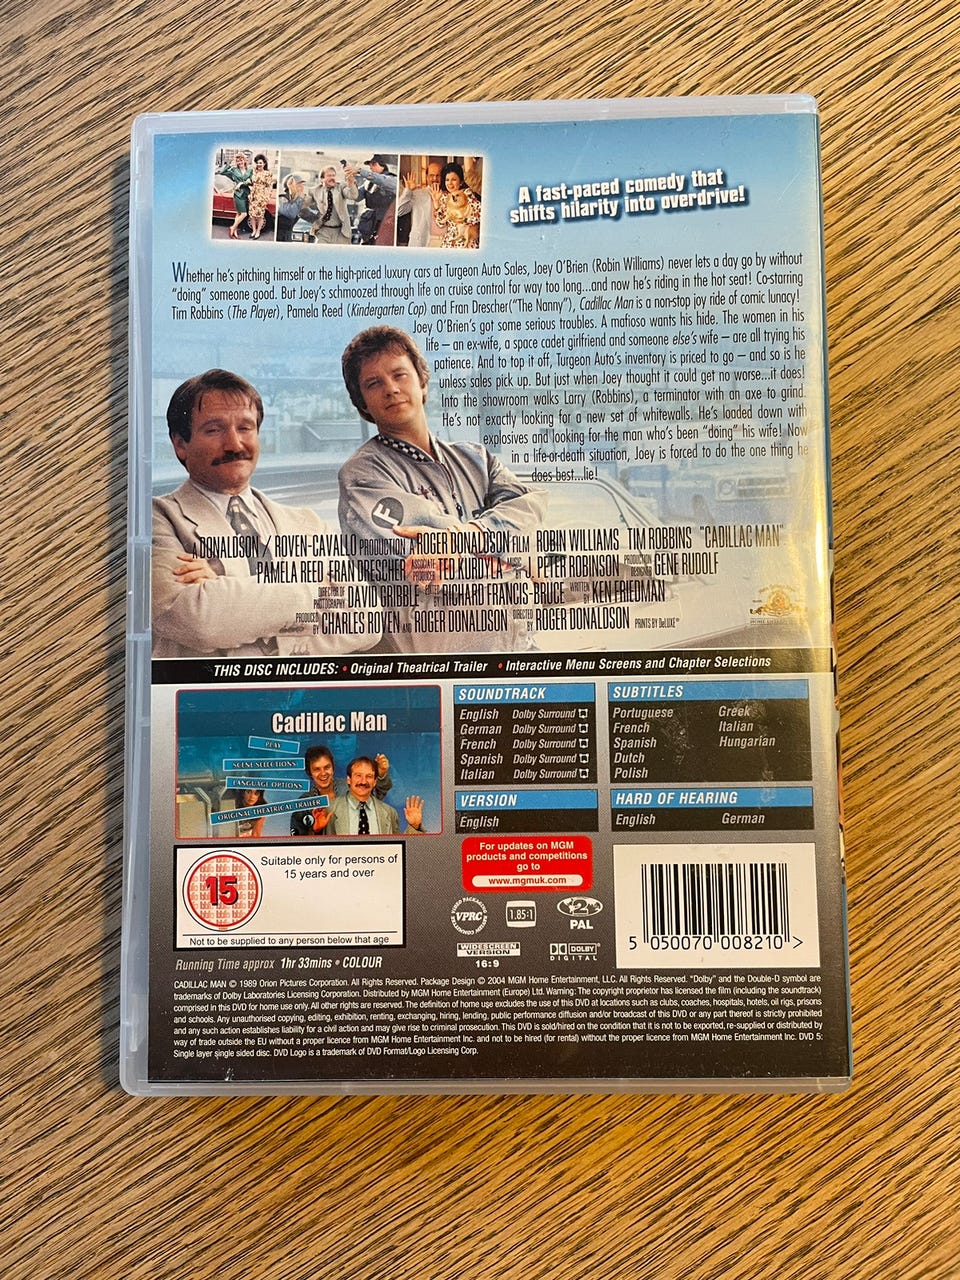 A fast-paced comedy that
shifts hilarity into overdrive!
Whether he's pitching himself or the high-priced luxury cars at Turgeon Auto Sales, Joey O'Brien (Robin Williams) never lets a day go by without
"doing" someone good. But Joey's schmoozed through life on cruise control for way too long...and now he's riding in the hot seat! Co-starring
Tim Robbins (The Player), Pamela Reed (Kindergarten Cop) and Fran Drescher("The Nanny"), Cadillac Man is a non-stop joy ride of comic lunacy!
Joey O'Brien's got some serious troubles. A mafioso wants his hide. The women in his
life – an ex-wife, a space cadet girlfriend and someone else's wife – are all trying his
patience. And to top it off, Turgeon Auto's inventory is priced to go – and so is he
unless sales pick up. But just when Joey thought it could get no worse...it does!
Into the showroom walks Larry (Robbins), a terminator with an axe to grind.
He's not exactly looking for a new set of whitewalls. He's loaded down with
explosives and looking for the man who's been "doing" his wife! Now
in a life-or-death situation, Joey is forced to do the one thing he
does best...lie!
F
A DONALDSON / ROVEN-CAVALLO PRODUCTION A ROGER DONALDSON FILM ROBIN WILLIAMS TIM ROBBINS "CADILLAC MAN"
PAMELA REED FRAN DRESCHER ASSOCIATE PRODUCER TED KURDYLA MUSIC BY J. PETER ROBINSON PRODUCTION DESIGNER GENE RUDOLF
DIRECTOR OF PHOTOGRAPHY DAVID GRIBBLE EDITED BY RICHARD FRANCIS-BRUCE WRITTEN BY KEN FRIEDMAN
PRODUCED BY CHARLES ROVEN AND ROGER DONALDSON DIRECTED BY ROGER DONALDSON PRINTS BY DeLUXE®
THIS DISC INCLUDES: • Original Theatrical Trailer • Interactive Menu Screens and Chapter Selections
Cadillac Man
PLAY
SCENE SELECTIONS
LANGUAGE OPTIONS
ORIGINAL THEATRICAL TRAILER
SOUNDTRACK
English Dolby Surround
German Dolby Surround
French Dolby Surround
Spanish Dolby Surround
Italian Dolby Surround
VERSION
English
SUBTITLES
Portuguese Greek
French Italian
Spanish Hungarian
Dutch
Polish
HARD OF HEARING
English German
15
Suitable only for persons of
15 years and over
Not to be supplied to any person below that age
For updates on MGM
products and competitions
go to
www.mgmuk.com
VIDEO PACKAGING REVIEW COMMITTEE
VPRC
1.85:1
2
PAL
WIDESCREEN
VERSION
16:9
DOLBY
DIGITAL
5 050070 008210 >
Running Time approx 1hr 33mins • COLOUR
CADILLAC MAN © 1989 Orion Pictures Corporation. All Rights Reserved. Package Design © 2004 MGM Home Entertainment, LLC. All Rights Reserved. "Dolby" and the Double-D symbol are
trademarks of Dolby Laboratories Licensing Corporation. Distributed by MGM Home Entertainment (Europe) Ltd. Warning: The copyright proprietor has licensed the film (including the soundtrack)
comprised in this DVD for home use only. All other rights are reserved. The definition of home use excludes the use of this DVD at locations such as clubs, coaches, hospitals, hotels, oil rigs, prisons
and schools. Any unauthorised copying, editing, exhibition, renting, exchanging, hiring, lending, public performance diffusion and/or broadcast of this DVD or any part thereof is strictly prohibited
and any such action establishes liability for a civil action and may give rise to criminal prosecution. This DVD is sold/hired on the condition that it is not to be exported, re-supplied or distributed by
way of trade outside the EU without a proper licence from MGM Home Entertainment Inc. and not to be hired (for rental) without the proper licence from MGM Home Entertainment Inc. DVD 5:
Single layer single sided disc. DVD Logo is a trademark of DVD Format/Logo Licensing Corp.